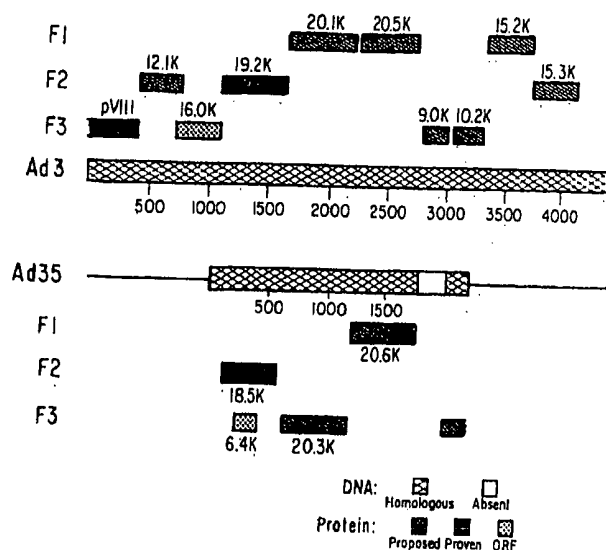 F1 20.1K 20.5K 15.2K
F2 12.1K 19.2K 15.3K
F3 pVIII 16.0K 9.0K 10.2K
Ad3
500 1000 1500 2000 2500 3000 3500 4000
Ad35
500 1000 1500
F1 20.6K
F2 18.5K
F3 6.4K 20.3K
DNA: Homologous Absent
Protein: Proposed Proven ORF